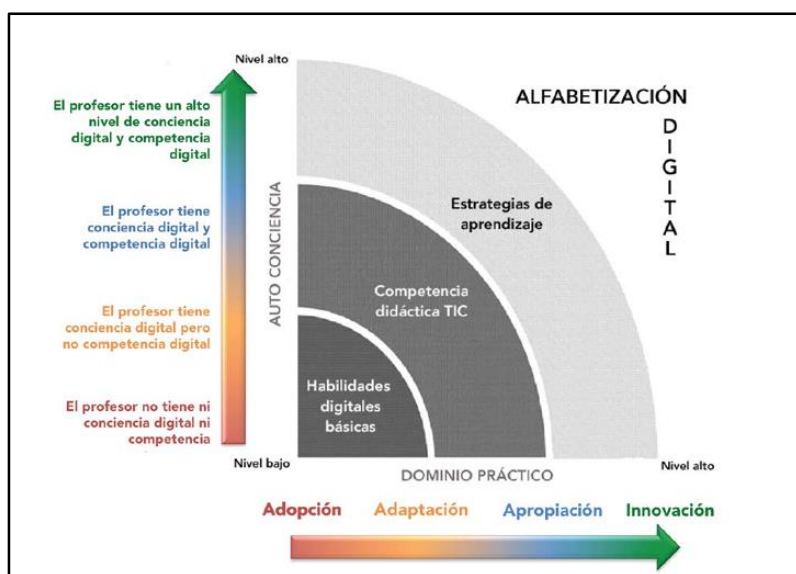 Nivel alto
El profesor tiene un alto
nivel de conciencia
digital y competencia
digital
El profesor tiene
conciencia digital y
competencia digital
El profesor tiene
conciencia digital pero
no competencia digital
El profesor no tiene ni
conciencia digital ni
competencia
AUTO CONCIENCIA
ALFABETIZACIÓN
DIGITAL
Estrategias de
aprendizaje
Competencia
didáctica TIC
Habilidades
digitales
básicas
Nivel bajo
DOMINIO PRÁCTICO
Nivel alto
Adopción Adaptación Apropiación Innovación